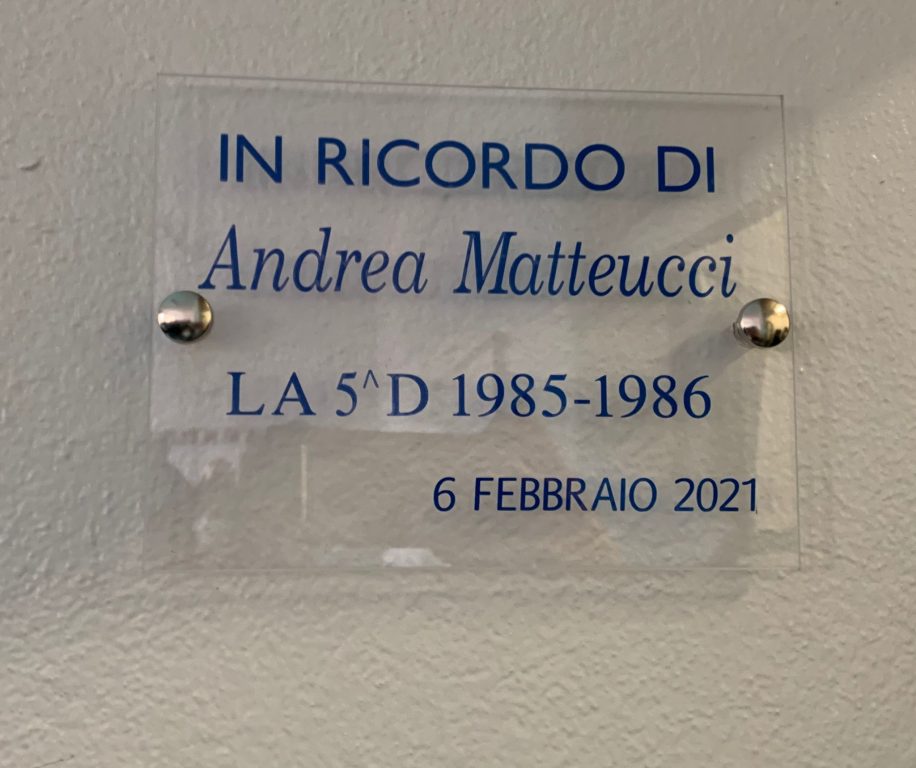 IN RICORDO DI
Andrea Matteucci
LA 5^D 1985-1986
6 FEBBRAIO 2021